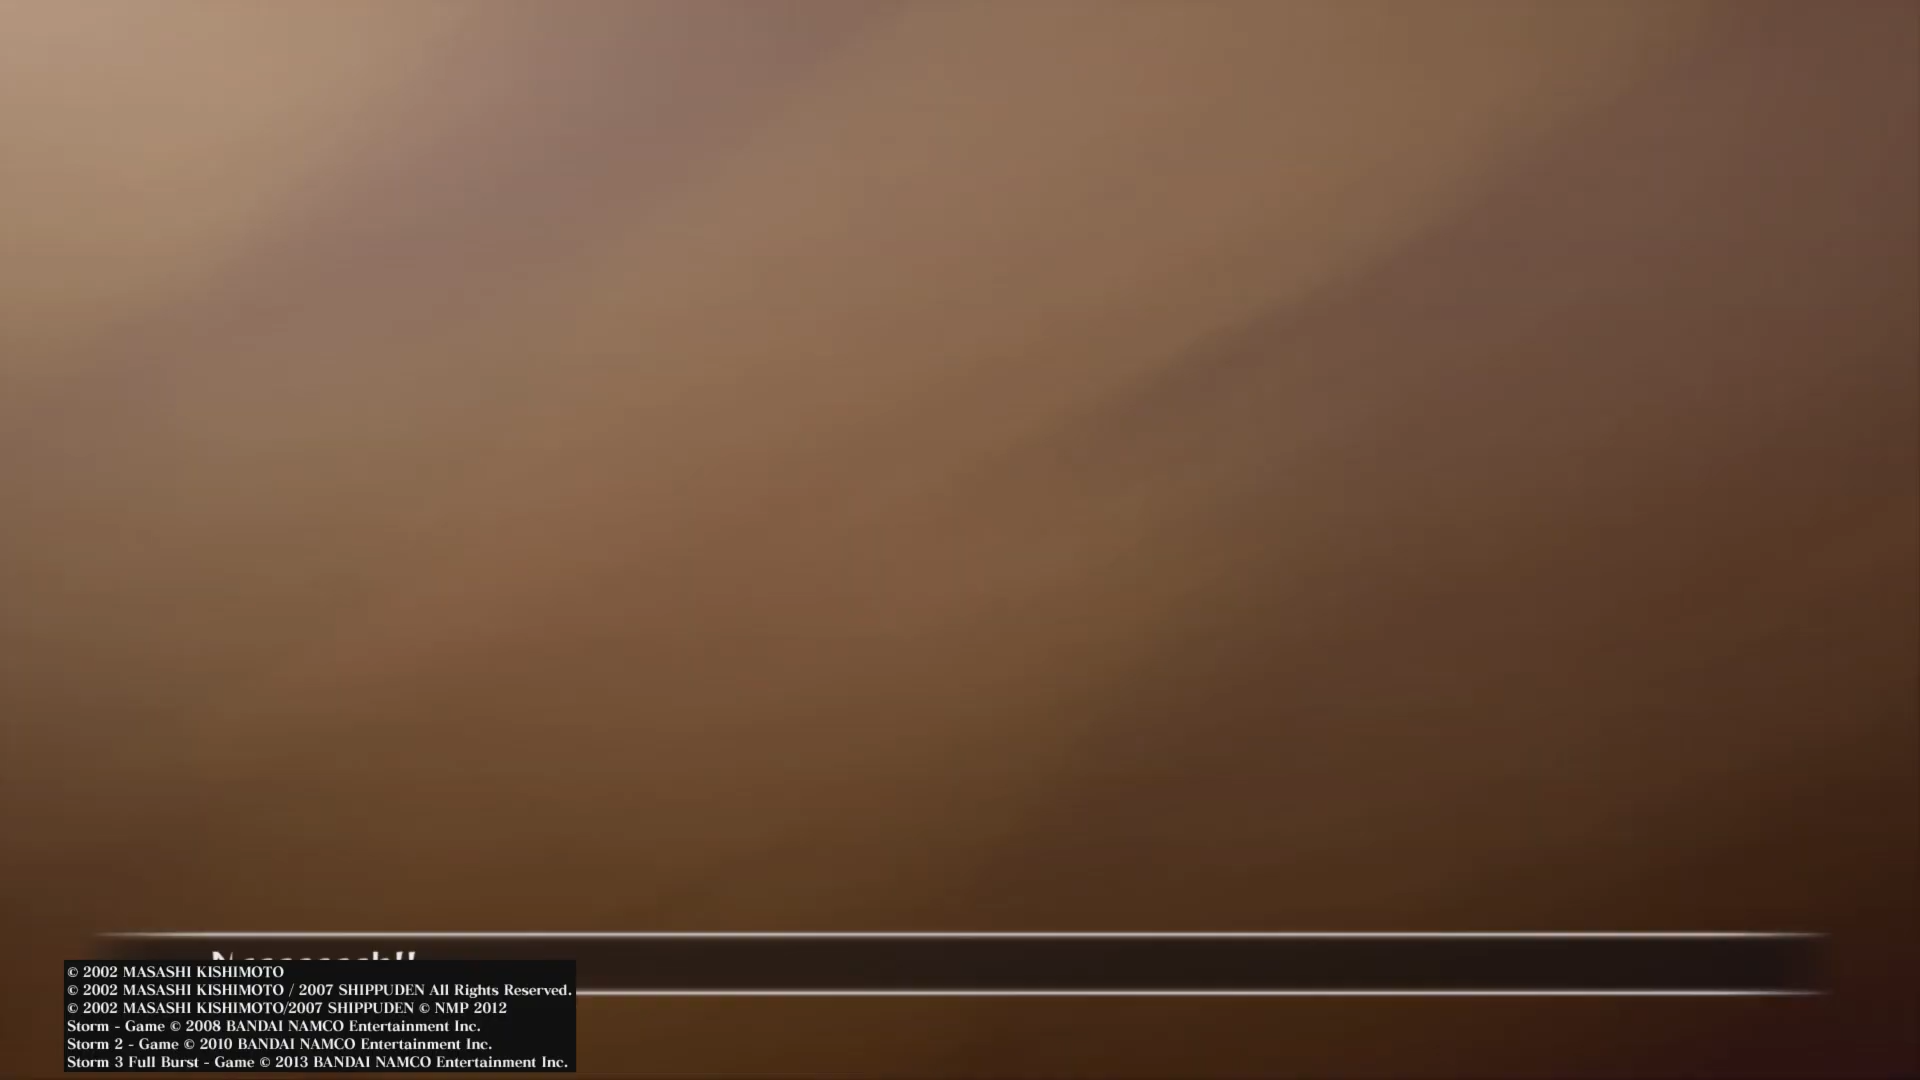 © 2002 MASASHI KISHIMOTO
© 2002 MASASHI KISHIMOTO / 2007 SHIPPUDEN All Rights Reserved.
© 2002 MASASHI KISHIMOTO/2007 SHIPPUDEN © NMP 2012
Storm - Game © 2008 BANDAI NAMCO Entertainment Inc.
Storm 2 - Game © 2010 BANDAI NAMCO Entertainment Inc.
Storm 3 Full Burst - Game © 2013 BANDAI NAMCO Entertainment Inc.